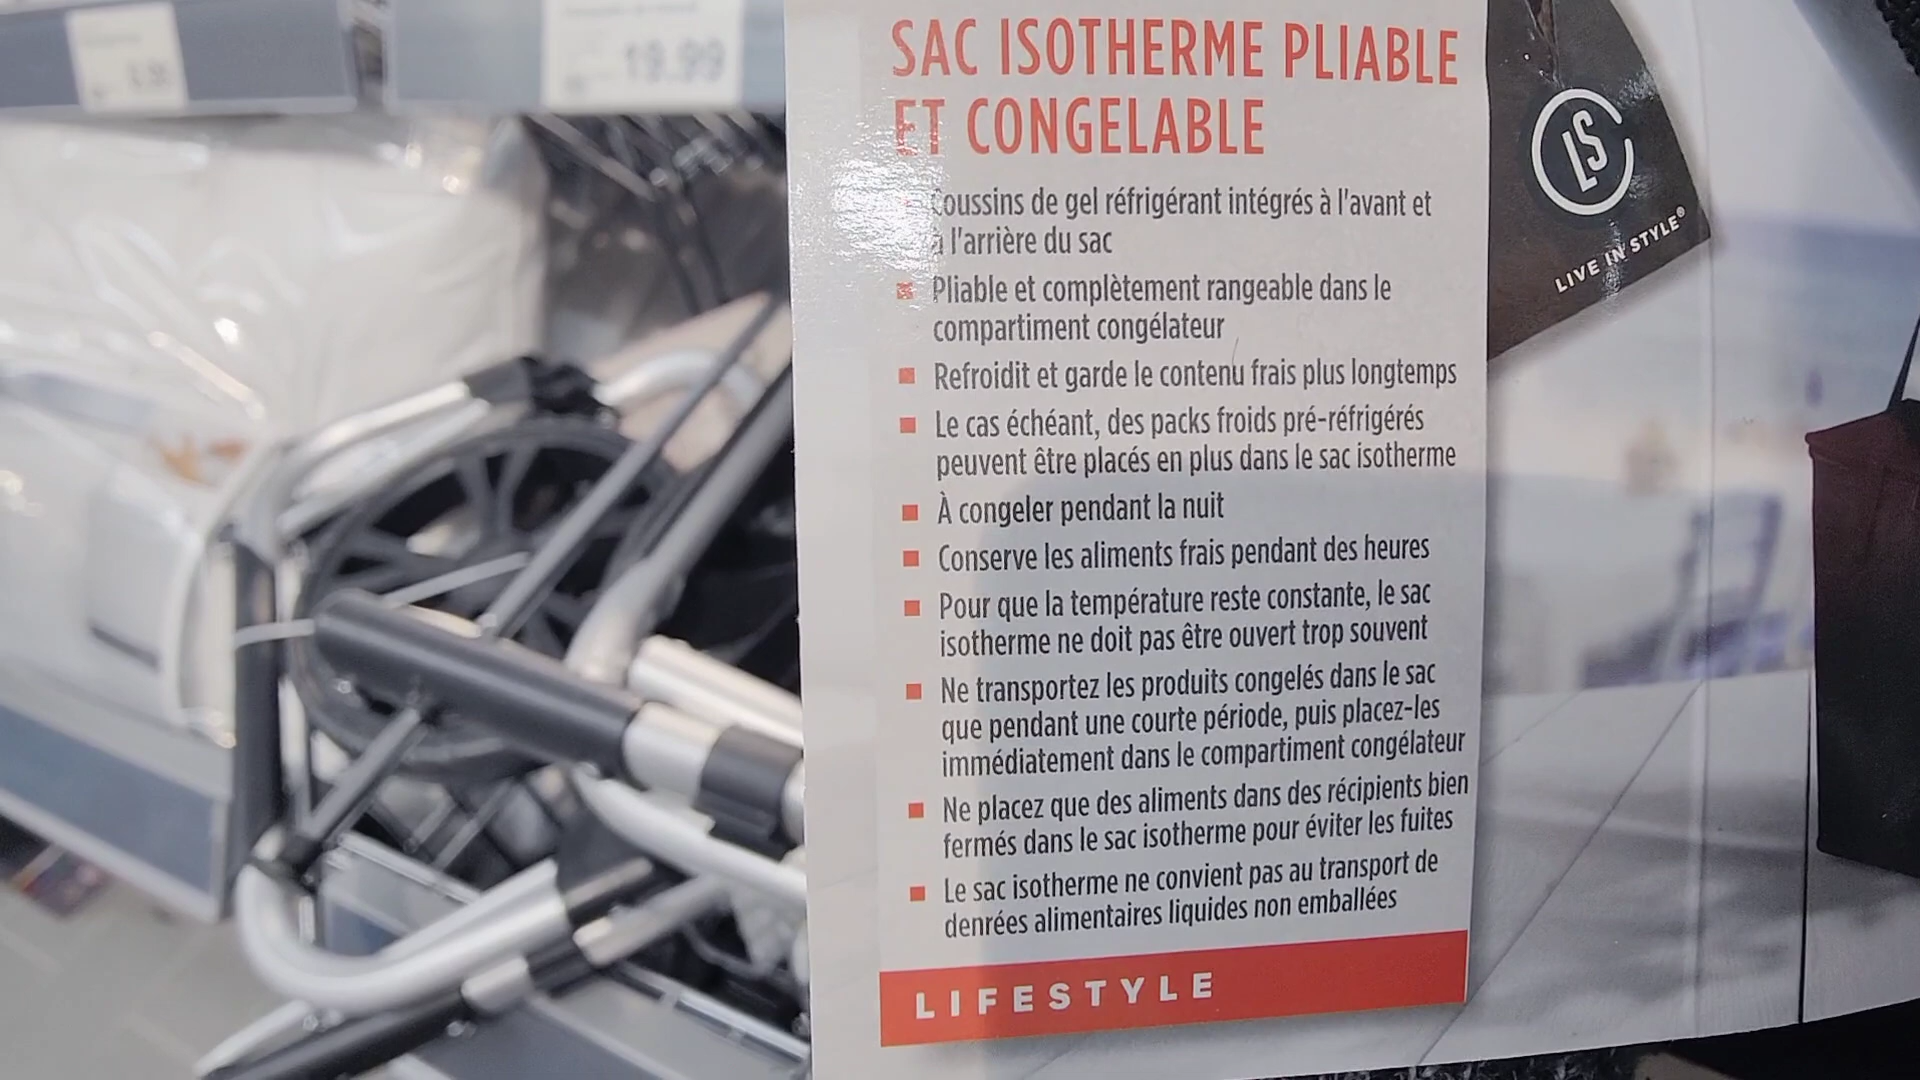 19.99
SAC ISOTHERME PLIABLE
ET CONGELABLE
Coussins de gel réfrigérant intégrés à l'avant et
à l'arrière du sac
Pliable et complètement rangeable dans le
compartiment congélateur
Refroidit et garde le contenu frais plus longtemps
Le cas échéant, des packs froids pré-réfrigérés
peuvent être placés en plus dans le sac isotherme
À congeler pendant la nuit
Conserve les aliments frais pendant des heures
Pour que la température reste constante, le sac
isotherme ne doit pas être ouvert trop souvent
Ne transportez les produits congelés dans le sac
que pendant une courte période, puis placez-les
immédiatement dans le compartiment congélateur
Ne placez que des aliments dans des récipients bien
fermés dans le sac isotherme pour éviter les fuites
Le sac isotherme ne convient pas au transport de
denrées alimentaires liquides non emballées
LIFESTYLE
LS
LIVE IN STYLE®